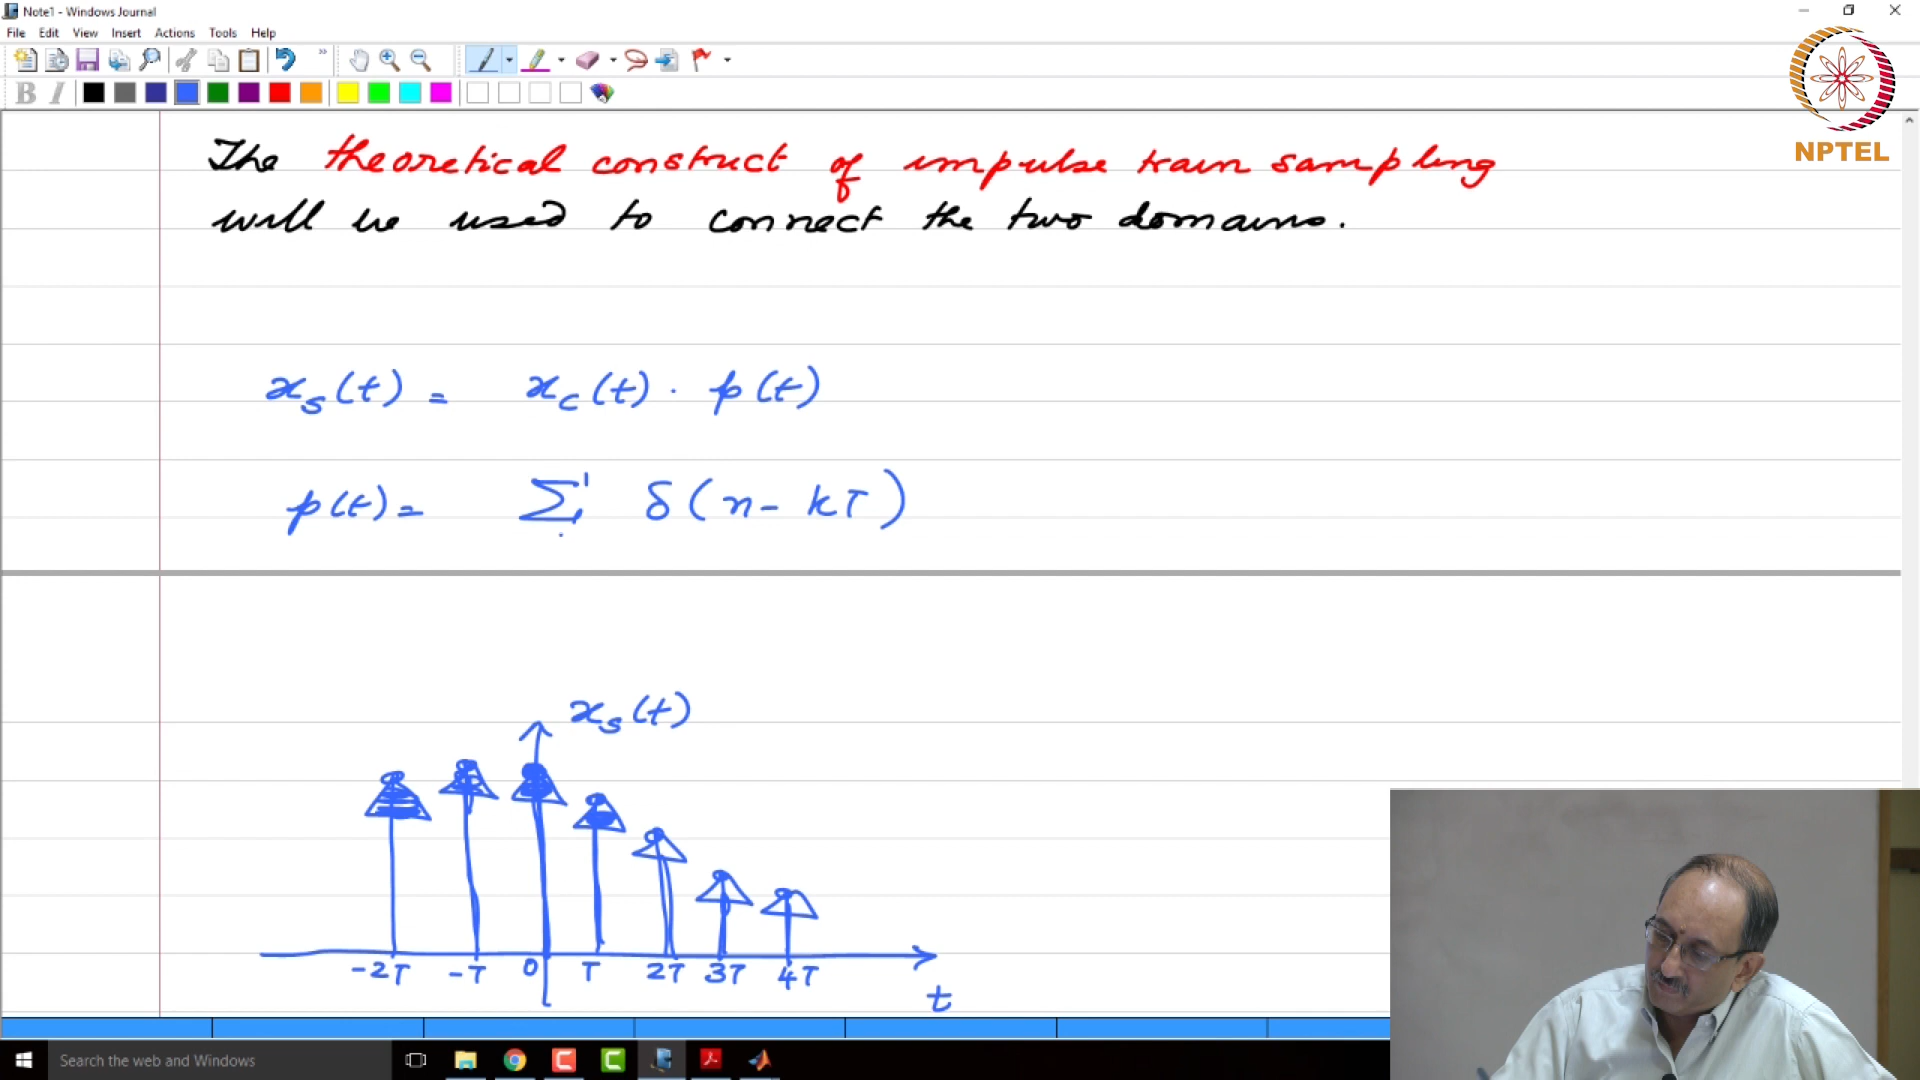 Note1 - Windows Journal
File Edit View Insert Actions Tools Help
B I
NPTEL
The theoretical construct of impulse train sampling
will be used to connect the two domains.
x_s(t) = x_c(t) · p(t)
p(t) = Σ δ(n - kT)
x_s(t)
-2T -T 0 T 2T 3T 4T
t
Search the web and Windows